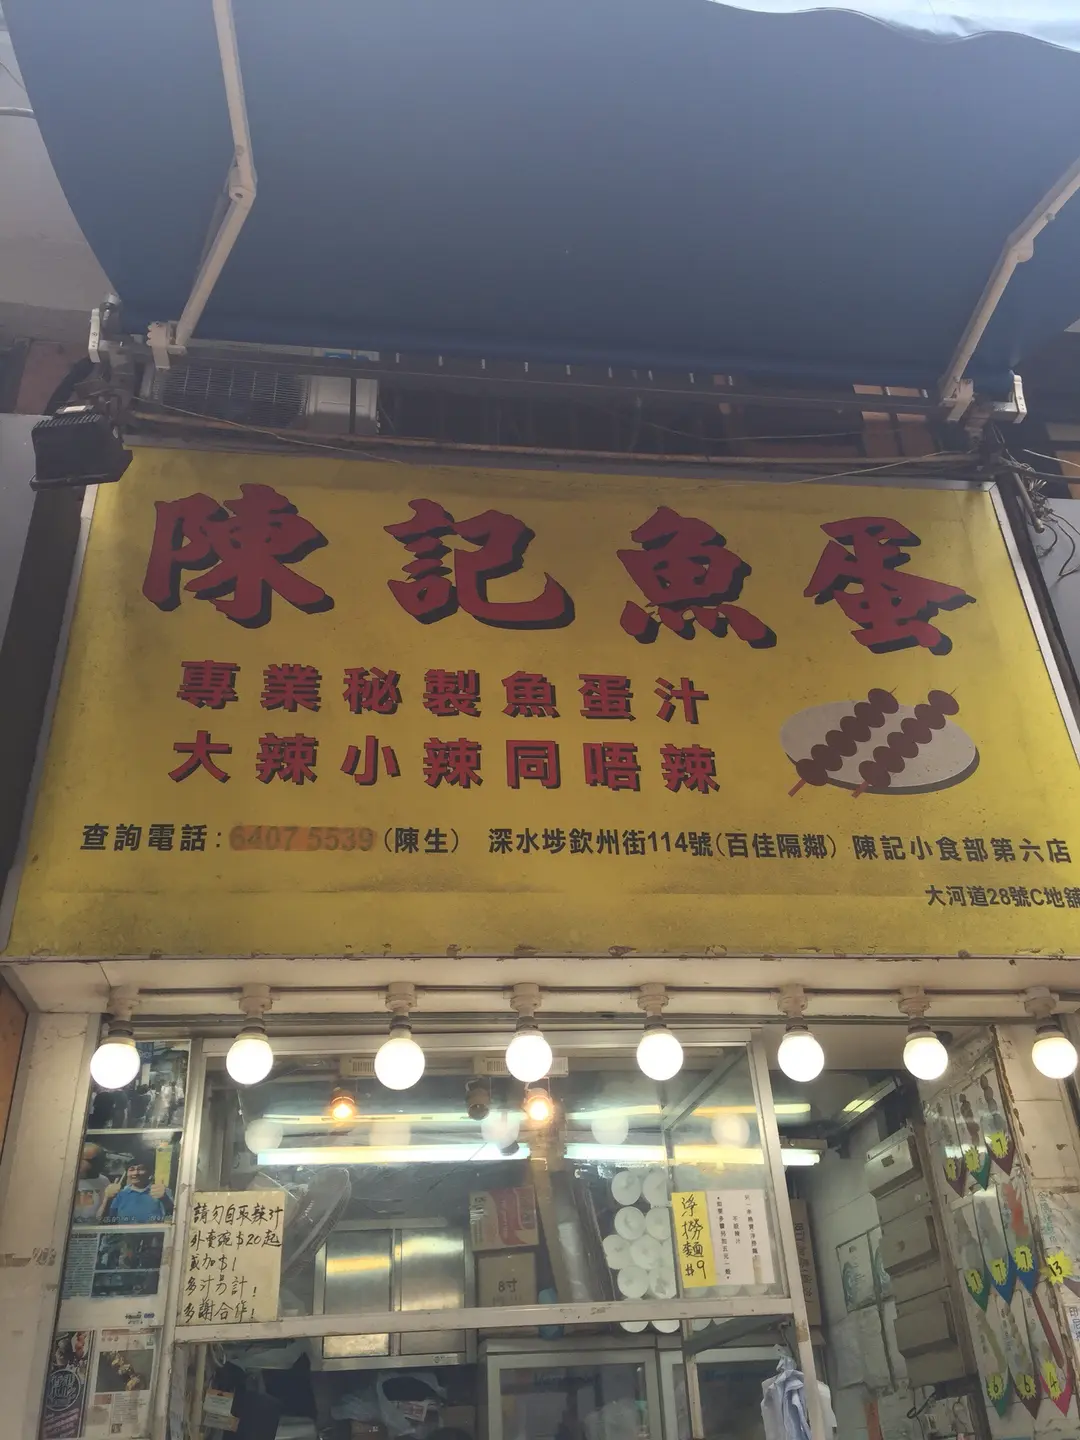 陳記魚蛋
專業秘製魚蛋汁
大辣小辣同唔辣
查詢電話：6407 5539（陳生） 深水埗欽州街114號（百佳隔鄰） 陳記小食部第六店
大河道28號C地舖
請勿自取辣汁
外賣碗$20起
或加$1
多汁另計！
多謝合作！
淨撈麵
$9
8寸